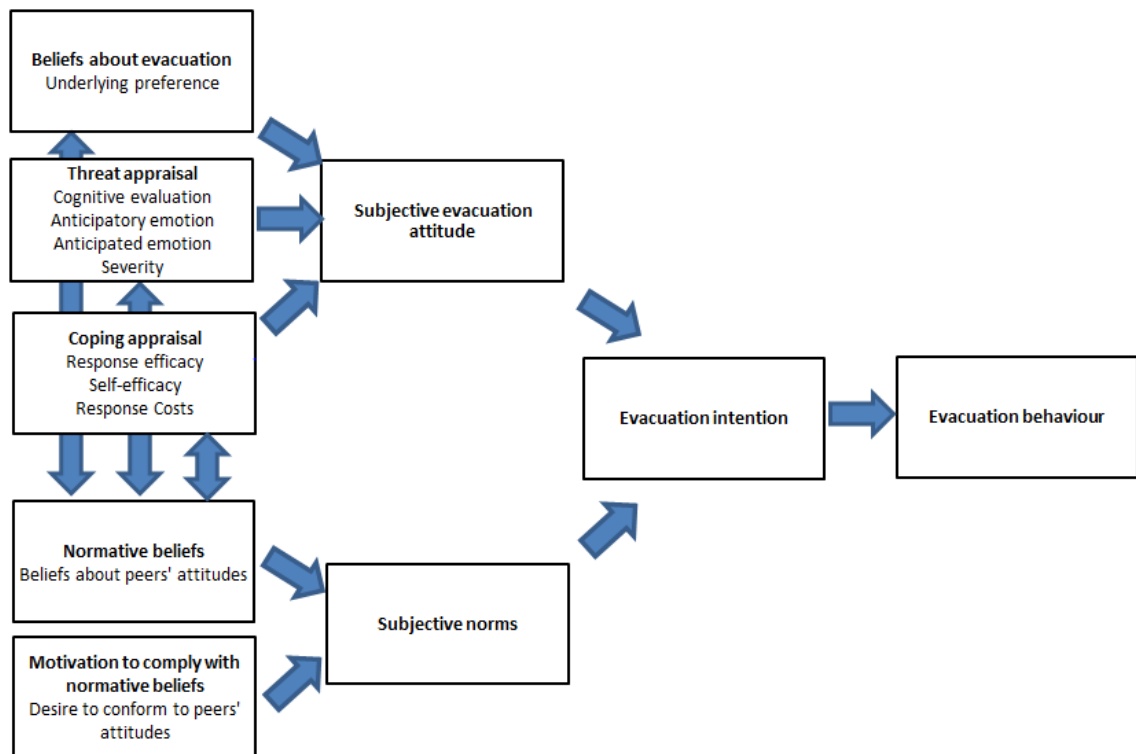 Beliefs about evacuation
Underlying preference
Threat appraisal
Cognitive evaluation
Anticipatory emotion
Anticipated emotion
Severity
Subjective evacuation
attitude
Coping appraisal
Response efficacy
Self-efficacy
Response Costs
Evacuation intention
Evacuation behaviour
Normative beliefs
Beliefs about peers' attitudes
Subjective norms
Motivation to comply with
normative beliefs
Desire to conform to peers'
attitudes